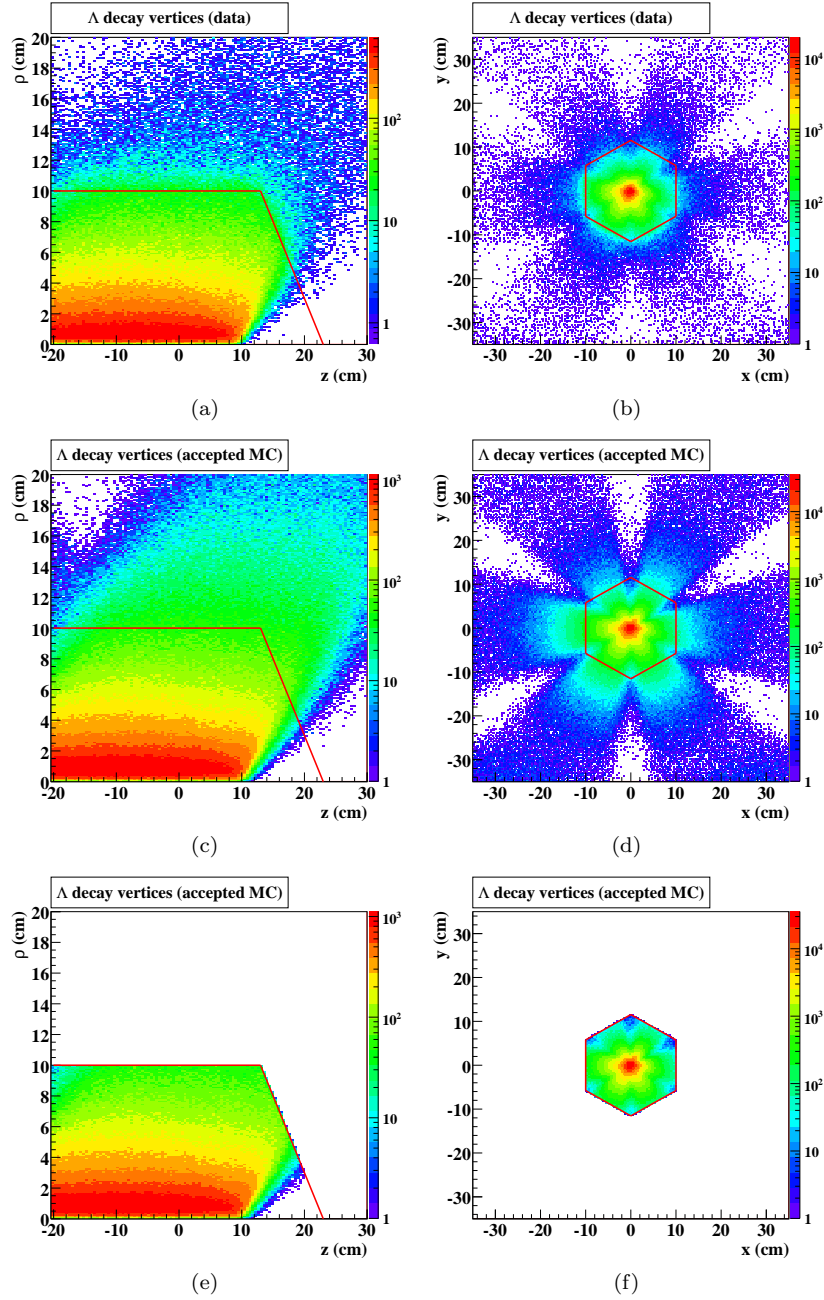 Λ decay vertices (data)
ρ (cm)
20
18
16
14
12
10
8
6
4
2
0
-20 -10 0 10 20 30
z (cm)
10²
10
1
(a)
Λ decay vertices (data)
y (cm)
30
20
10
0
-10
-20
-30
-30 -20 -10 0 10 20 30
x (cm)
10⁴
10³
10²
10
1
(b)
Λ decay vertices (accepted MC)
ρ (cm)
20
18
16
14
12
10
8
6
4
2
0
-20 -10 0 10 20 30
z (cm)
10³
10²
10
1
(c)
Λ decay vertices (accepted MC)
y (cm)
30
20
10
0
-10
-20
-30
-30 -20 -10 0 10 20 30
x (cm)
10⁴
10³
10²
10
1
(d)
Λ decay vertices (accepted MC)
ρ (cm)
20
18
16
14
12
10
8
6
4
2
0
-20 -10 0 10 20 30
z (cm)
10³
10²
10
1
(e)
Λ decay vertices (accepted MC)
y (cm)
30
20
10
0
-10
-20
-30
-30 -20 -10 0 10 20 30
x (cm)
10⁴
10³
10²
10
1
(f)